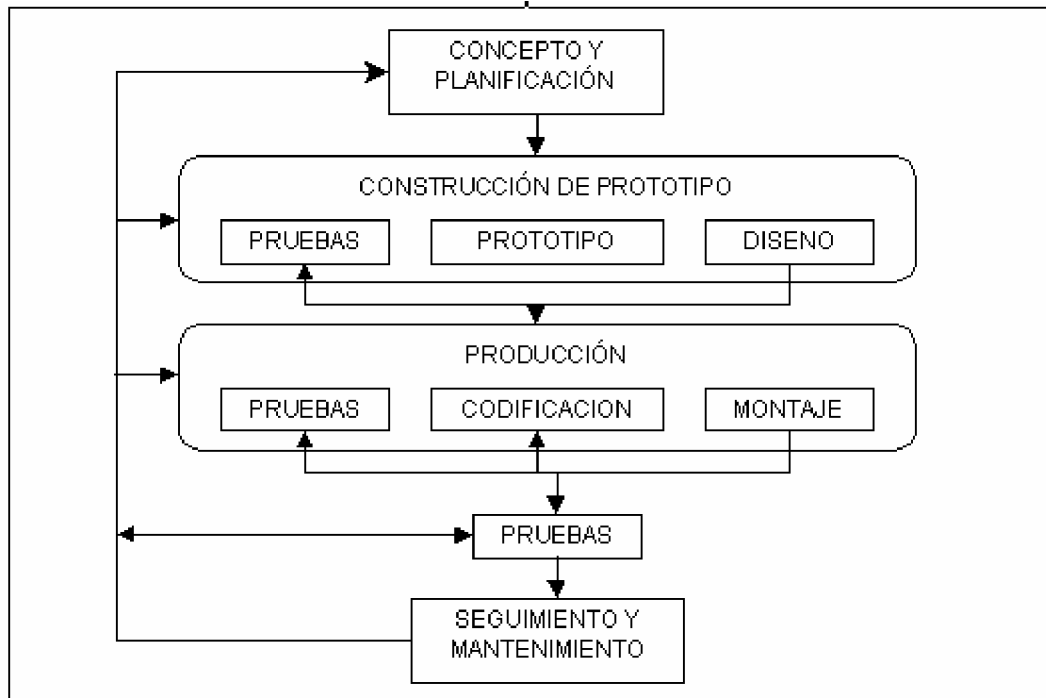 CONCEPTO Y
PLANIFICACIÓN
CONSTRUCCIÓN DE PROTOTIPO
PRUEBAS
PROTOTIPO
DISENO
PRODUCCIÓN
PRUEBAS
CODIFICACION
MONTAJE
PRUEBAS
SEGUIMIENTO Y
MANTENIMIENTO